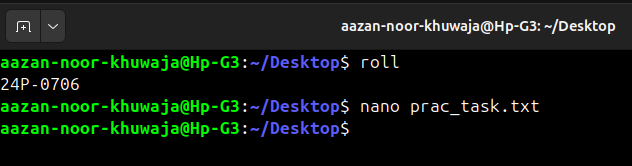 aazan-noor-khuwaja@Hp-G3: ~/Desktop
aazan-noor-khuwaja@Hp-G3:~/Desktop$ roll
24P-0706
aazan-noor-khuwaja@Hp-G3:~/Desktop$ nano prac_task.txt
aazan-noor-khuwaja@Hp-G3:~/Desktop$